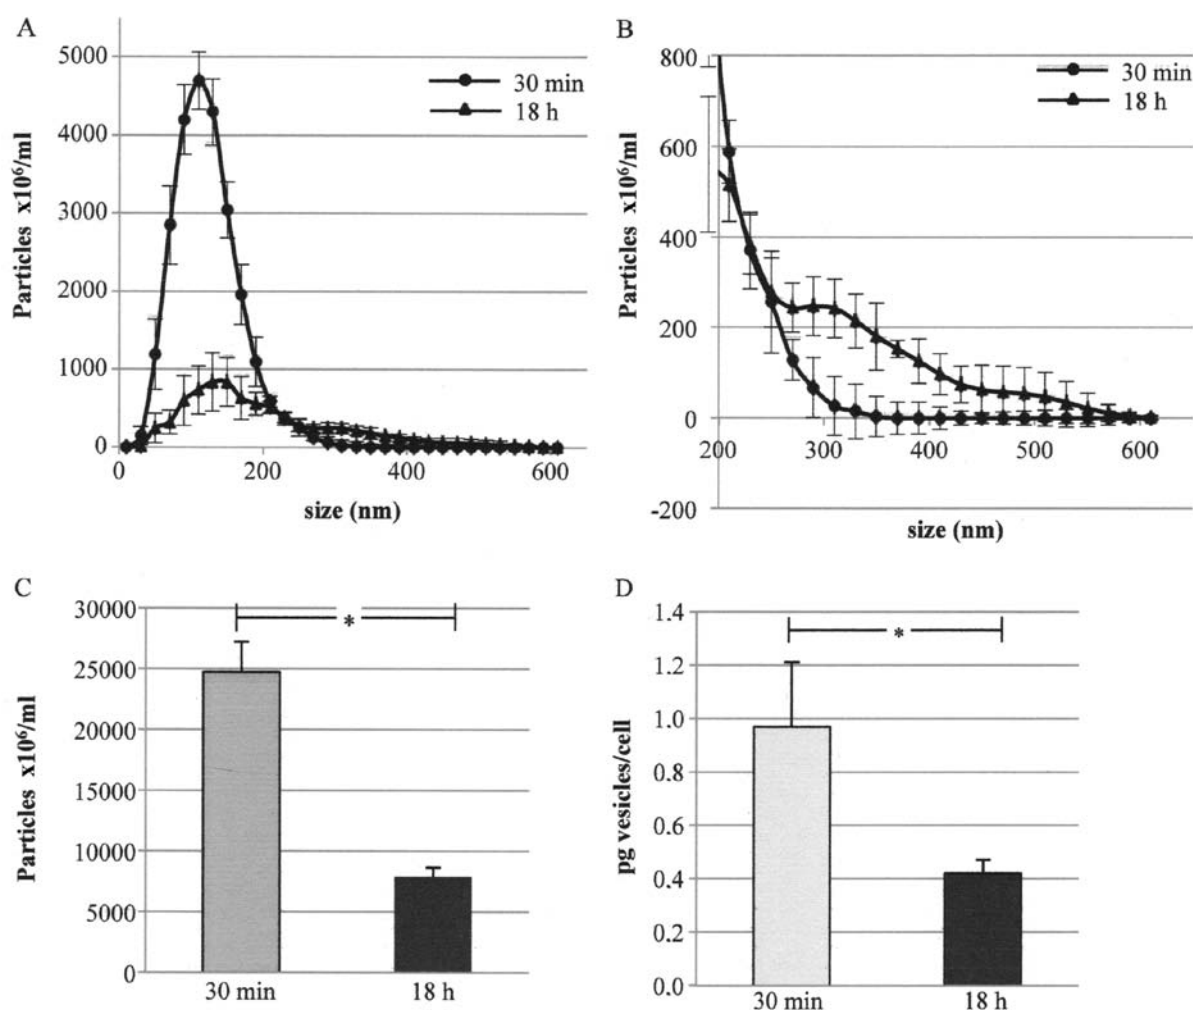 A
Particles x10⁶/ml
5000
4000
3000
2000
1000
0
30 min
18 h
0
200
400
600
size (nm)
B
Particles x10⁶/ml
800
600
400
200
0
-200
30 min
18 h
200
300
400
500
600
size (nm)
C
Particles x10⁶/ml
30000
25000
20000
15000
10000
5000
0
*
30 min
18 h
D
pg vesicles/cell
1.4
1.2
1.0
0.8
0.6
0.4
0.2
0.0
*
30 min
18 h